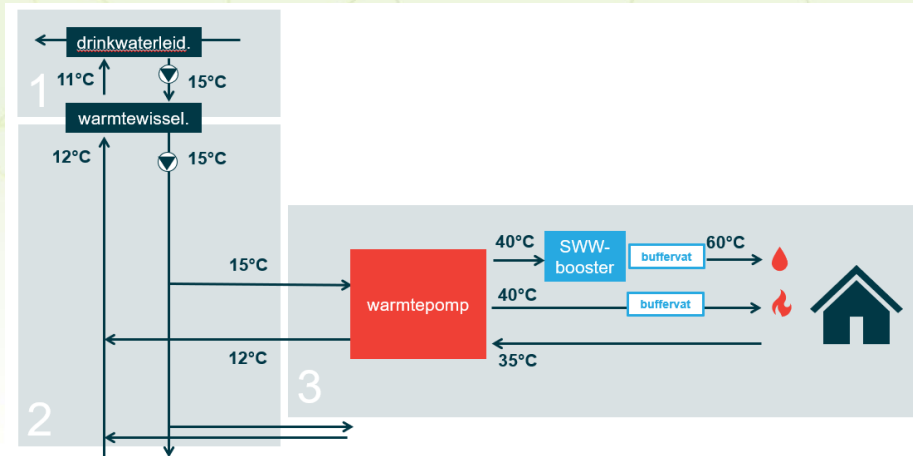 drinkwaterleid.
1
11°C
15°C
warmtewissel.
12°C
15°C
15°C
12°C
2
40°C
SWW-
booster
buffervat
60°C
warmtepomp
40°C
buffervat
35°C
3